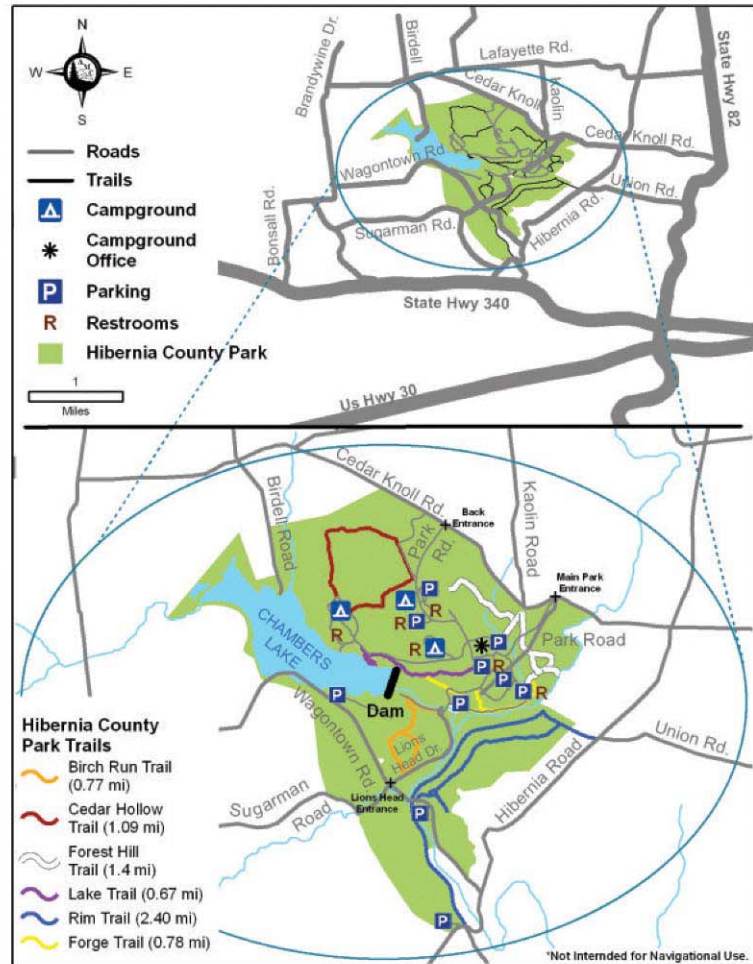 N
W
E
S
Roads
Trails
Campground
Campground
Office
P
Parking
R
Restrooms
Hibernia County Park
1
Miles
Brandywine Dr.
Birdell
Lafayette Rd.
Cedar Knoll
Kaolin
State Hwy 82
Cedar Knoll Rd.
Wagontown Rd.
Union Rd.
Bonsall Rd.
Sugarman Rd.
Hibernia Rd.
State Hwy 340
Us Hwy 30
Cedar Knoll Rd.
Birdell Road
Back
Entrance
Park
Rd.
Kaolin Road
Main Park
Entrance
Park Road
P
R
R
P
R
P
P
R
P
P
R
P
P
CHAMBERS
LAKE
Dam
Wagontown Rd.
Lions
Head Dr.
Lions Head
Entrance
Union Rd.
Hibernia Road
Sugarman
Road
P
P
Hibernia County
Park Trails
Birch Run Trail
(0.77 mi)
Cedar Hollow
Trail (1.09 mi)
Forest Hill
Trail (1.4 mi)
Lake Trail (0.67 mi)
Rim Trail (2.40 mi)
Forge Trail (0.78 mi)
*Not Internded for Navigational Use.